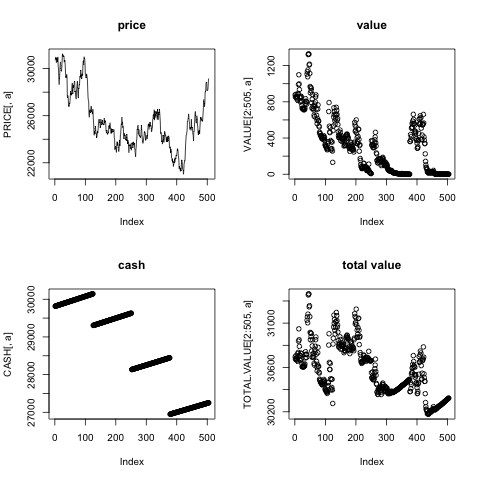 price
PRICE[, a]
22000 26000 30000
0 100 200 300 400 500
Index
value
VALUE[2:505, a]
0 400 800 1200
0 100 200 300 400 500
Index
cash
CASH[, a]
27000 28000 29000 30000
0 100 200 300 400 500
Index
total value
TOTAL.VALUE[2:505, a]
30200 30600 31000
0 100 200 300 400 500
Index